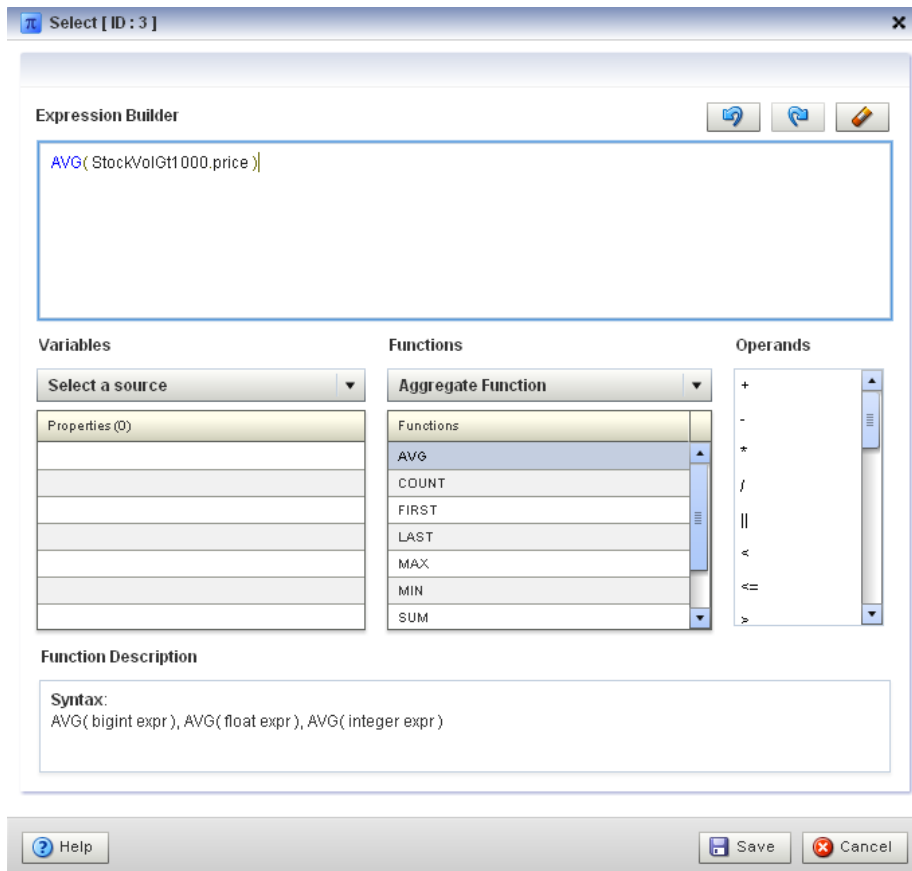 π Select [ ID : 3 ]
Expression Builder
AVG( StockVolGt1000.price )
Variables
Functions
Operands
Select a source
Aggregate Function
Properties (0)
Functions
AVG
COUNT
FIRST
LAST
MAX
MIN
SUM
+
-
*
/
||
<
<=
>
Function Description
Syntax:
AVG( bigint expr ), AVG( float expr ), AVG( integer expr )
? Help
Save
Cancel